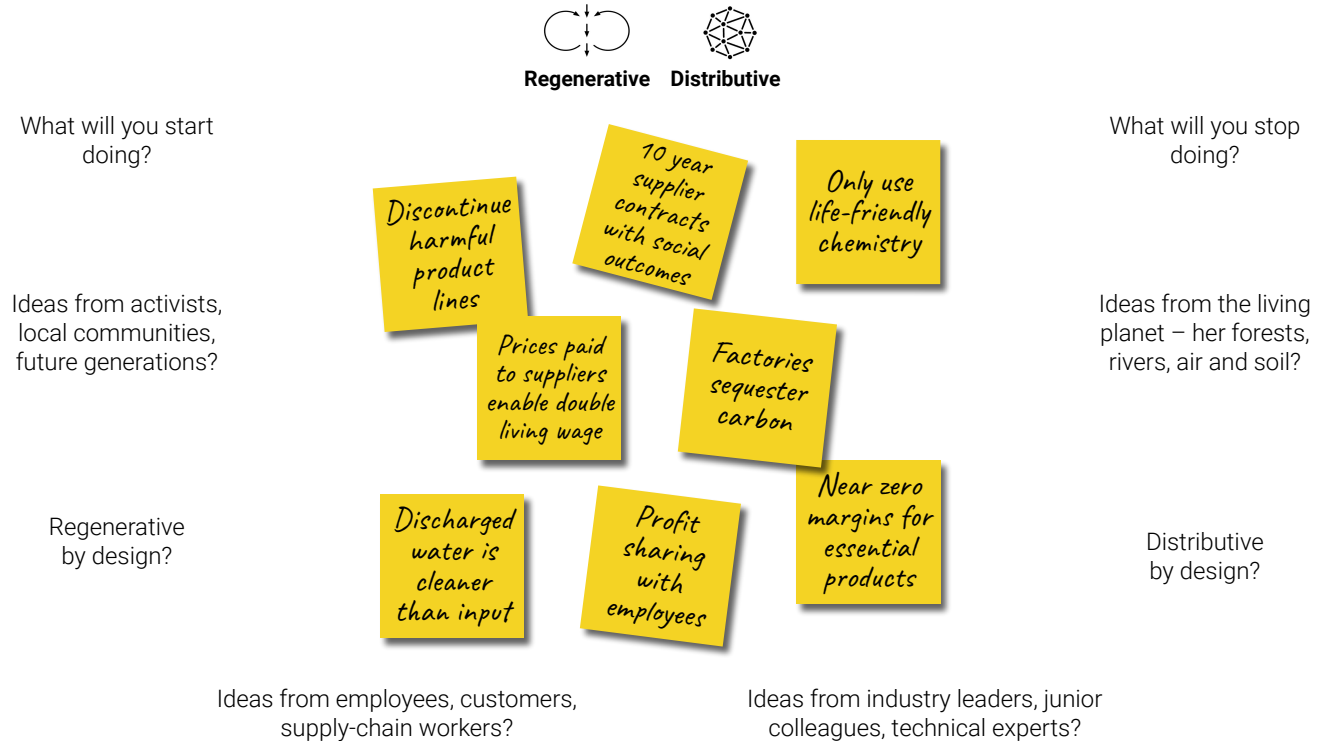 Regenerative
Distributive
What will you start
doing?
What will you stop
doing?
10 year
supplier
contracts
with social
outcomes
Only use
life-friendly
chemistry
Discontinue
harmful
product
lines
Ideas from activists,
local communities,
future generations?
Ideas from the living
planet – her forests,
rivers, air and soil?
Prices paid
to suppliers
enable double
living wage
Factories
sequester
carbon
Regenerative
by design?
Discharged
water is
cleaner
than input
Profit
sharing
with
employees
Near zero
margins for
essential
products
Distributive
by design?
Ideas from employees, customers,
supply-chain workers?
Ideas from industry leaders, junior
colleagues, technical experts?